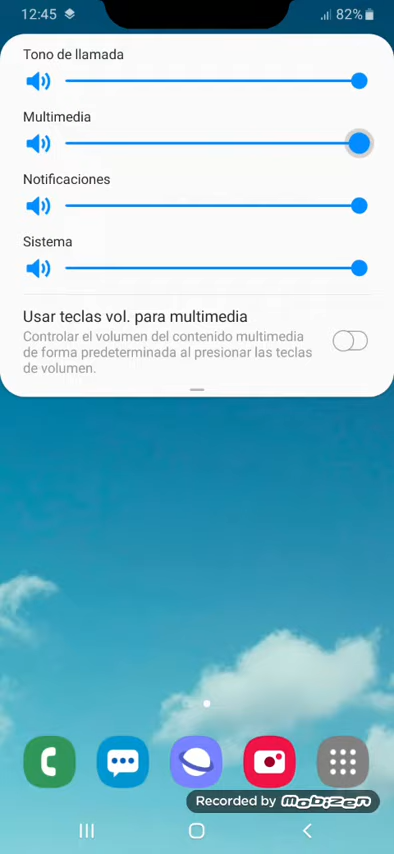 12:45
82%
Tono de llamada
Multimedia
Notificaciones
Sistema
Usar teclas vol. para multimedia
Controlar el volumen del contenido multimedia
de forma predeterminada al presionar las teclas
de volumen.
Recorded by mobizen